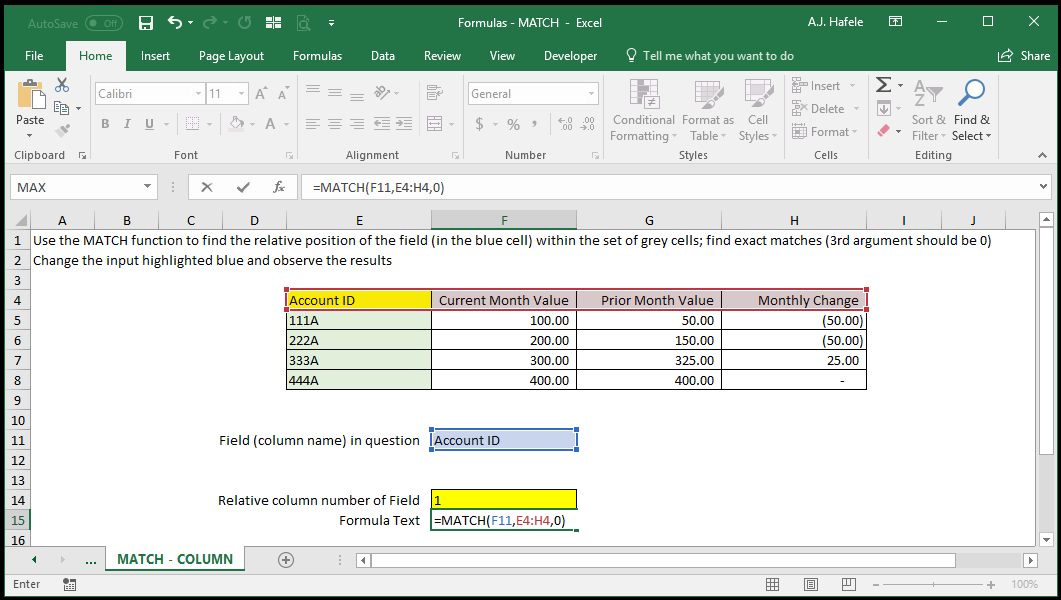 AutoSave Off
Formulas - MATCH - Excel
A.J. Hafele
File Home Insert Page Layout Formulas Data Review View Developer Tell me what you want to do Share
Paste
Clipboard
Calibri 11
B I U A
Font
Alignment
General
$ % ,
Number
Conditional Formatting
Format as Table
Cell Styles
Styles
Insert
Delete
Format
Cells
Sort & Filter
Find & Select
Editing
MAX fx =MATCH(F11,E4:H4,0)
A B C D E F G H I J
1 Use the MATCH function to find the relative position of the field (in the blue cell) within the set of grey cells; find exact matches (3rd argument should be 0)
2 Change the input highlighted blue and observe the results
3
4 Account ID Current Month Value Prior Month Value Monthly Change
5 111A 100.00 50.00 (50.00)
6 222A 200.00 150.00 (50.00)
7 333A 300.00 325.00 25.00
8 444A 400.00 400.00 -
9
10
11 Field (column name) in question Account ID
12
13
14 Relative column number of Field 1
15 Formula Text =MATCH(F11,E4:H4,0)
16
... MATCH - COLUMN
Enter 100%